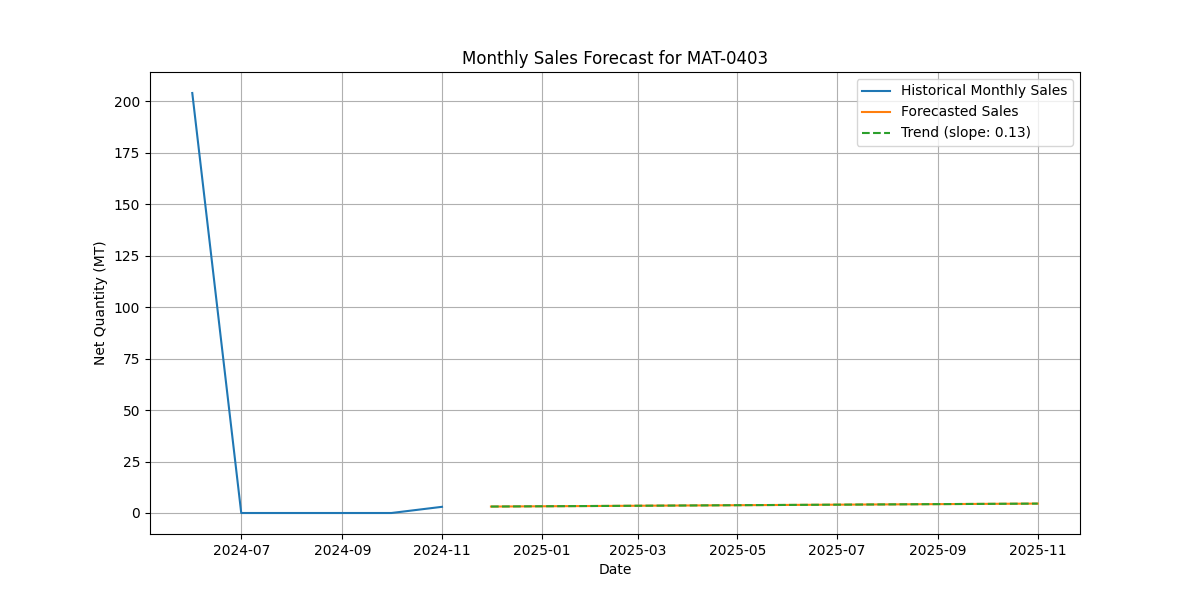 Monthly Sales Forecast for MAT-0403
Historical Monthly Sales
Forecasted Sales
Trend (slope: 0.13)
Net Quantity (MT)
200
175
150
125
100
75
50
25
0
2024-07 2024-09 2024-11 2025-01 2025-03 2025-05 2025-07 2025-09 2025-11
Date